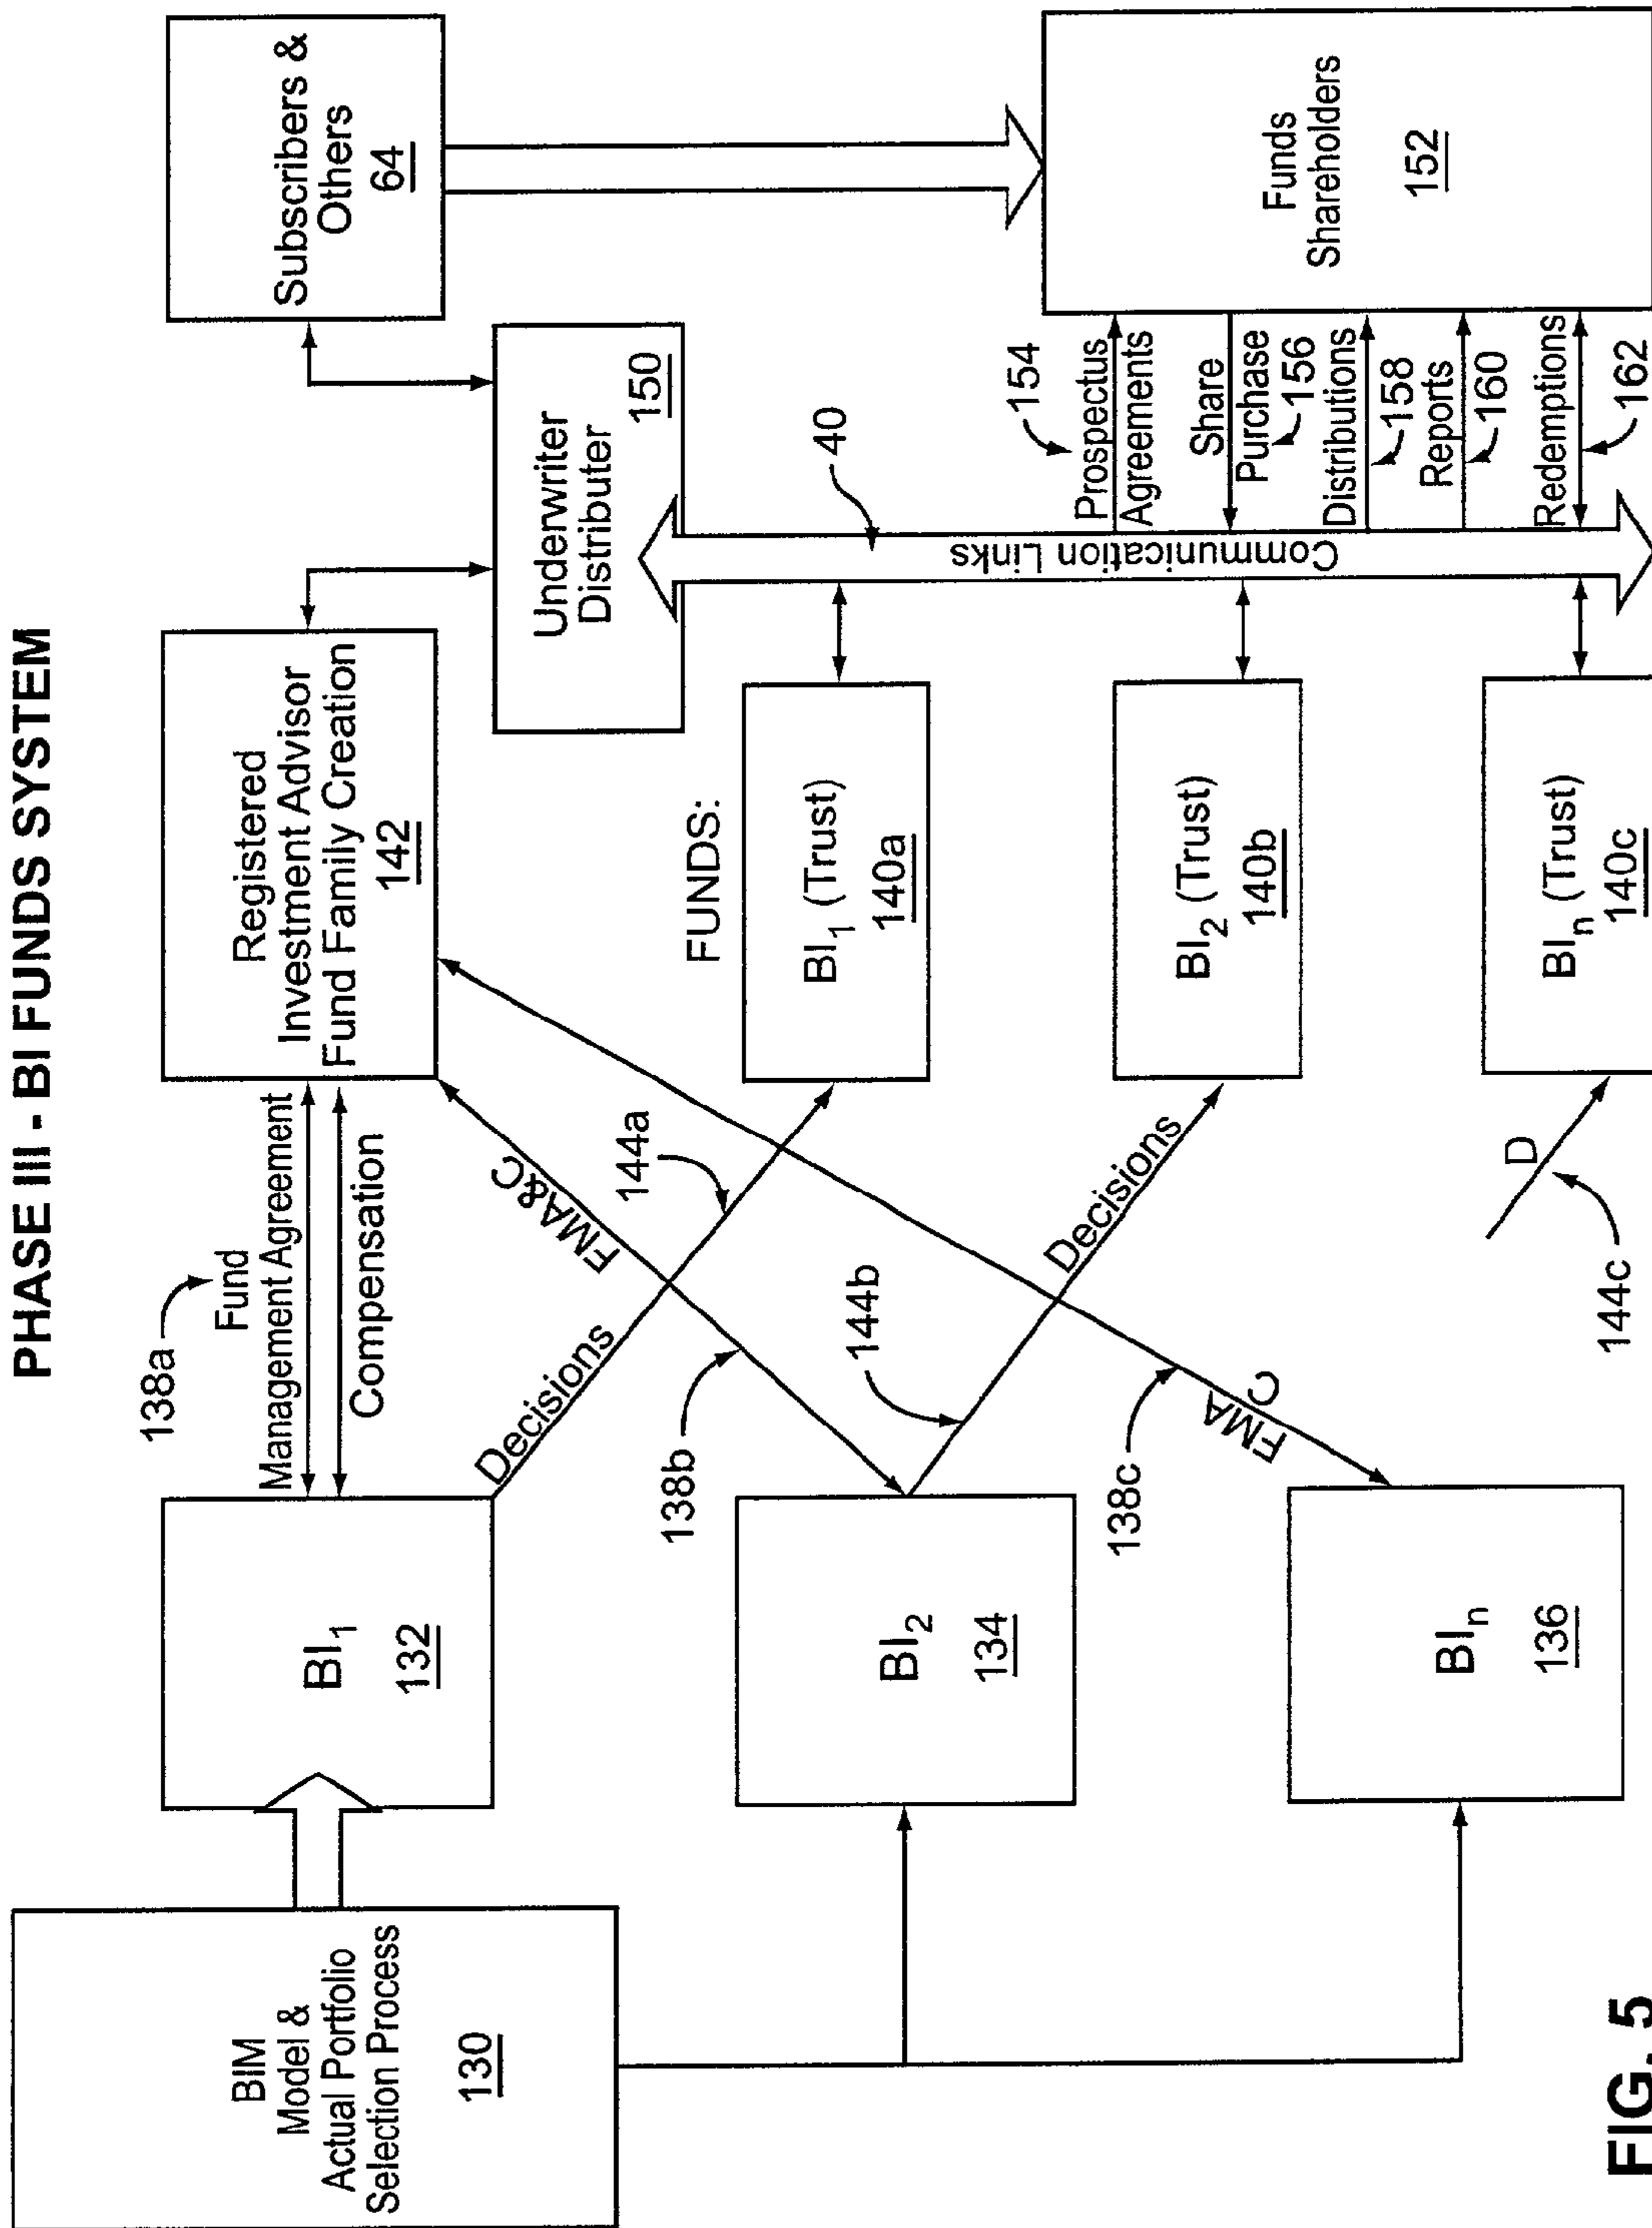 PHASE III - BI FUNDS SYSTEM
BIM
Model &
Actual Portfolio
Selection Process
130
BI1
132
138a
Fund
Management Agreement
Compensation
Registered
Investment Advisor
Fund Family Creation
142
Subscribers &
Others
64
Underwriter
Distributer
150
Decisions
144a
FMA&C
138b
FUNDS:
BI1 (Trust)
140a
40
Communication Links
BI2
134
144b
Decisions
BI2 (Trust)
140b
138c
FMA
C
BIn
136
D
144c
BIn (Trust)
140c
154
Prospectus
Agreements
Share
Purchase
156
Distributions
158
Reports
160
Redemptions
162
Funds
Shareholders
152
FIG. 5